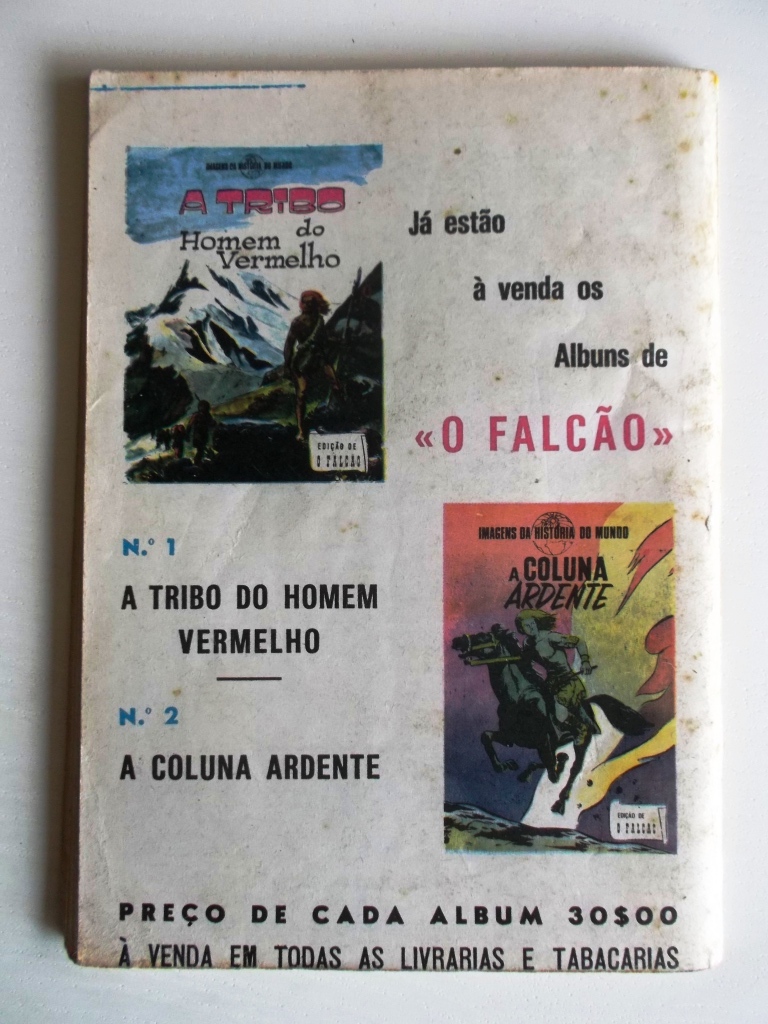 IMAGENS DA HISTÓRIA DO MUNDO
A TRIBO
do
Homem
Vermelho
EDIÇÃO DE
O FALCÃO
Já estão
à venda os
Albuns de
«O FALCÃO»
N.º 1
A TRIBO DO HOMEM
VERMELHO
N.º 2
A COLUNA ARDENTE
IMAGENS DA HISTÓRIA DO MUNDO
A COLUNA
ARDENTE
EDIÇÃO DE
O FALCÃO
PREÇO DE CADA ALBUM 30$00
À VENDA EM TODAS AS LIVRARIAS E TABACARIAS